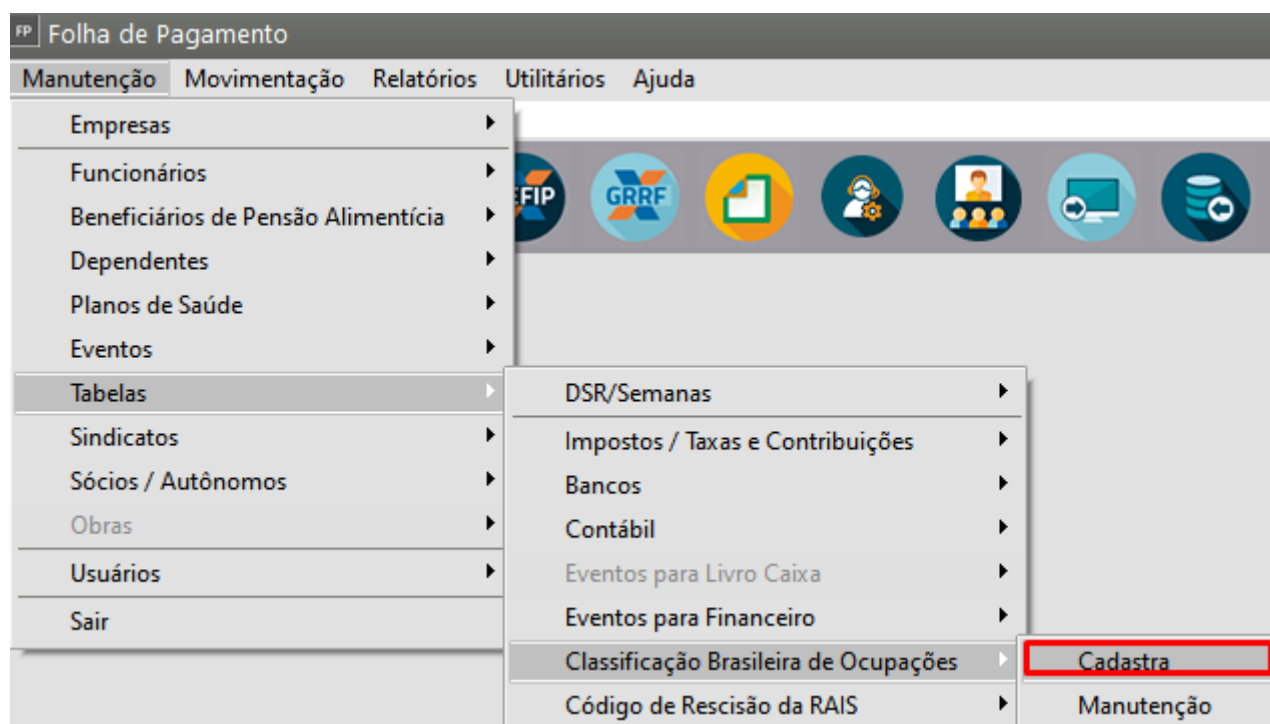 FP Folha de Pagamento
Manutenção Movimentação Relatórios Utilitários Ajuda
Empresas
Funcionários
Beneficiários de Pensão Alimentícia
Dependentes
Planos de Saúde
Eventos
Tabelas
Sindicatos
Sócios / Autônomos
Obras
Usuários
Sair
EFIP
GRRF
DSR/Semanas
Impostos / Taxas e Contribuições
Bancos
Contábil
Eventos para Livro Caixa
Eventos para Financeiro
Classificação Brasileira de Ocupações
Código de Rescisão da RAIS
Cadastra
Manutenção